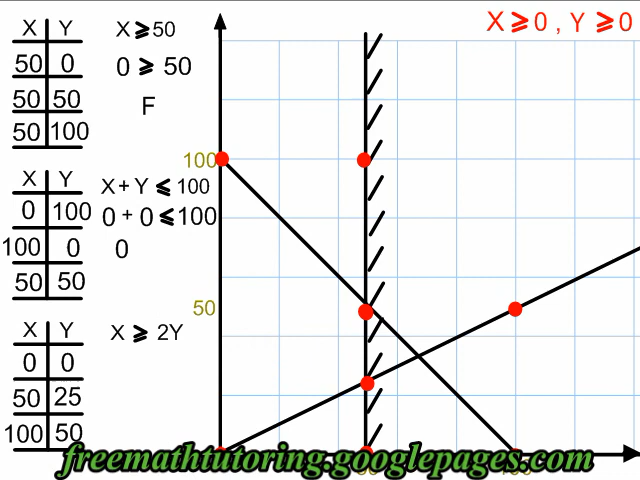 X ⩾ 0 , Y ⩾ 0
X Y
50 0
50 50
50 100
X ⩾ 50
0 ⩾ 50
F
X Y
0 100
100 0
50 50
X + Y ⩽ 100
0 + 0 ⩽ 100
0
X Y
0 0
50 25
100 50
X ⩾ 2Y
100
50
freemathtutoring.googlepages.com